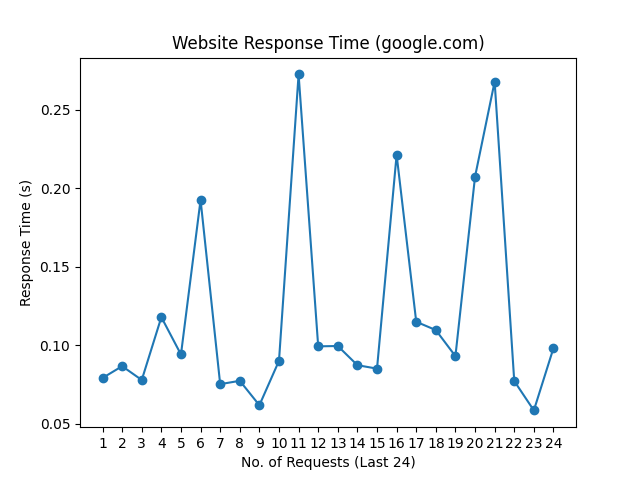 Website Response Time (google.com)
0.25
0.20
0.15
0.10
0.05
Response Time (s)
1 2 3 4 5 6 7 8 9 10 11 12 13 14 15 16 17 18 19 20 21 22 23 24
No. of Requests (Last 24)